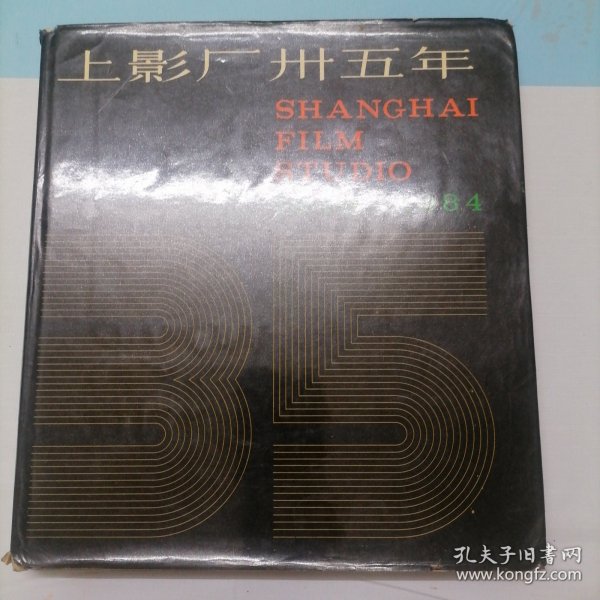 上影厂卅五年
SHANGHAI
FILM
STUDIO
84
35
孔夫子旧书网
www.kongfz.com